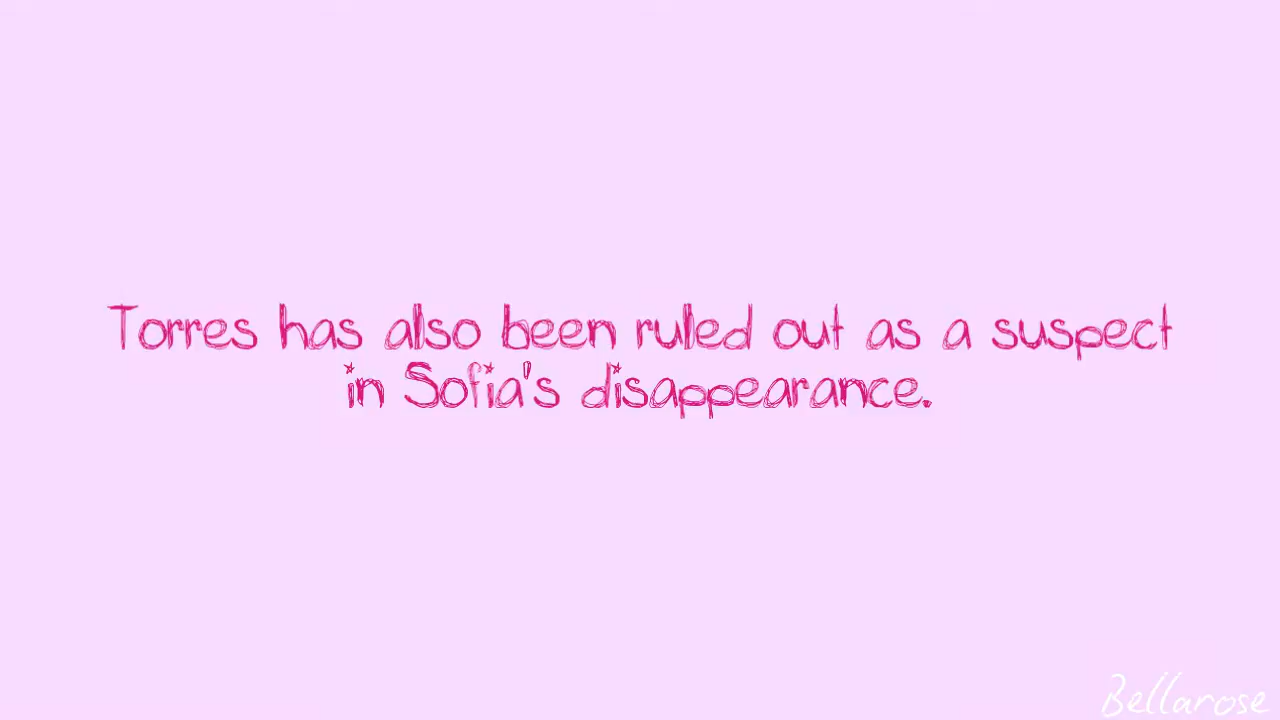 Torres has also been ruled out as a suspect
in Sofia's disappearance.
Bellarose